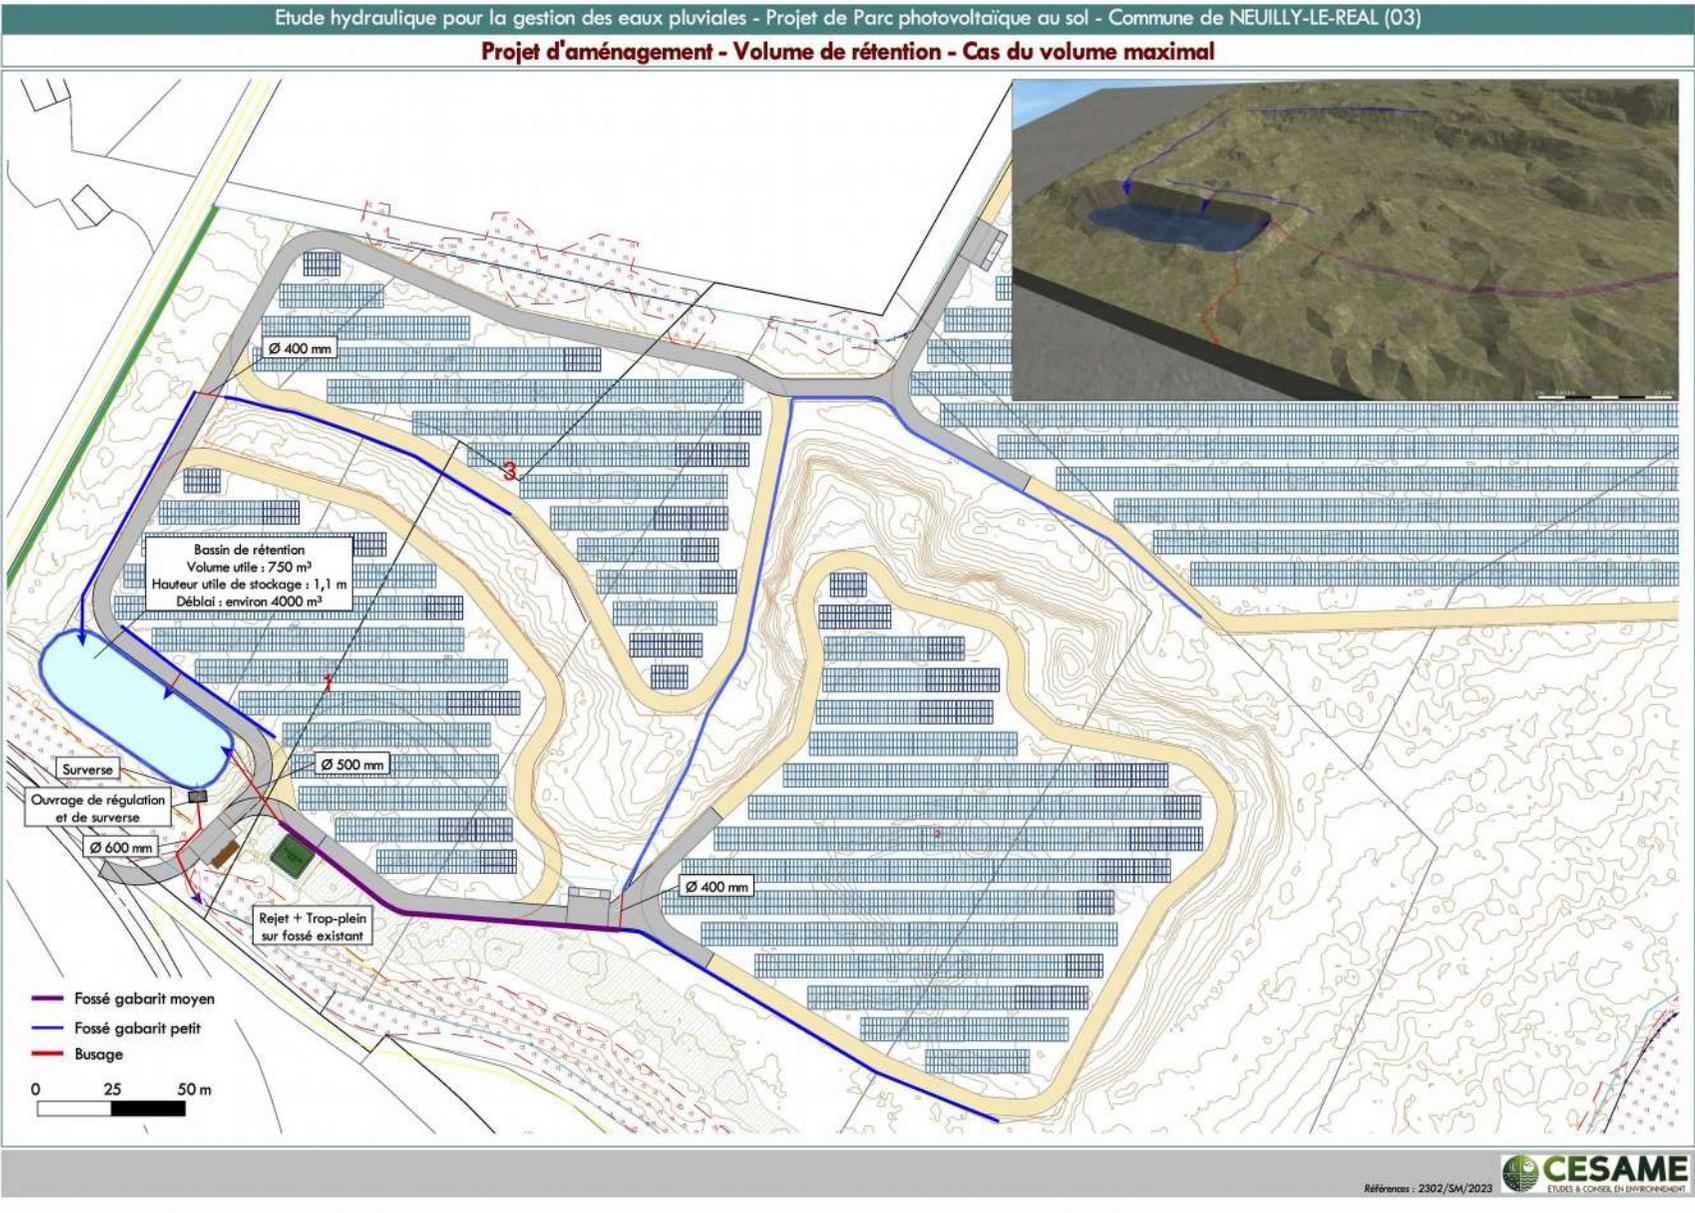 Etude hydraulique pour la gestion des eaux pluviales - Projet de Parc photovoltaïque au sol - Commune de NEUILLY-LE-REAL (03)
Projet d'aménagement - Volume de rétention - Cas du volume maximal
Ø 400 mm
3
Bassin de rétention
Volume utile : 750 m³
Hauteur utile de stockage : 1,1 m
Déblai : environ 4000 m³
1
Ø 500 mm
Surverse
Ouvrage de régulation
et de surverse
Ø 600 mm
2
Ø 400 mm
Rejet + Trop-plein
sur fossé existant
Fossé gabarit moyen
Fossé gabarit petit
Busage
0 25 50 m
Références : 2302/SM/2023
CESAME
ÉTUDES & CONSEIL EN ENVIRONNEMENT